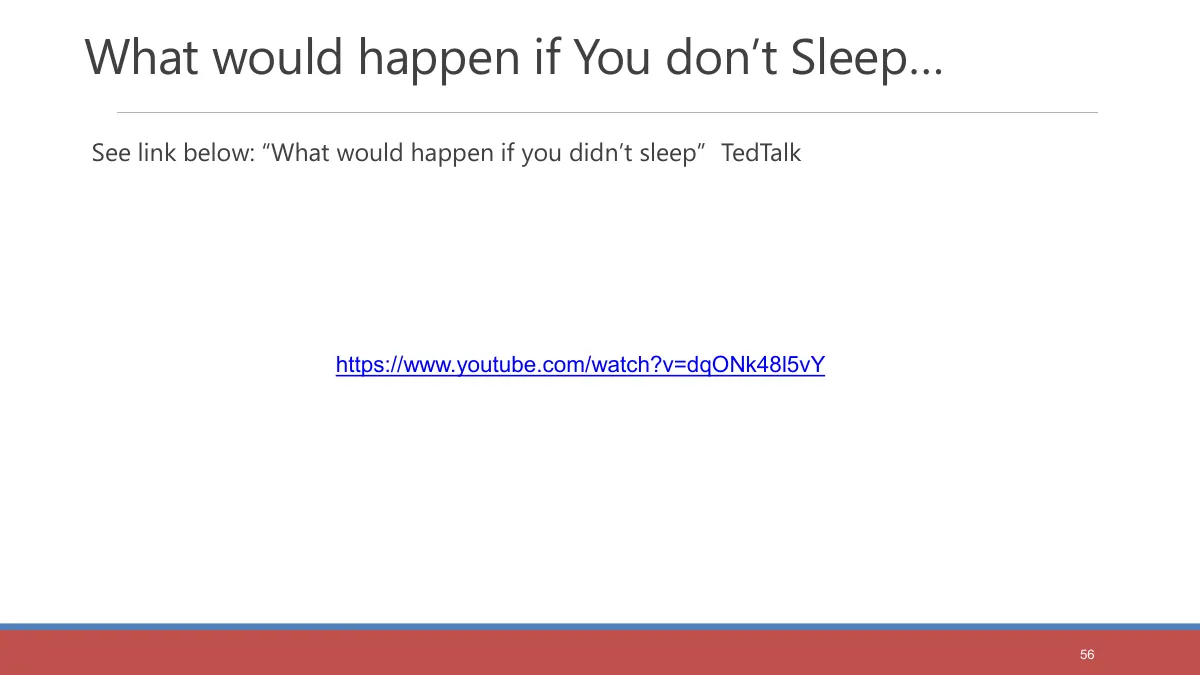 What would happen if You don’t Sleep…
See link below: “What would happen if you didn’t sleep”  TedTalk
https://www.youtube.com/watch?v=dqONk48l5vY
56